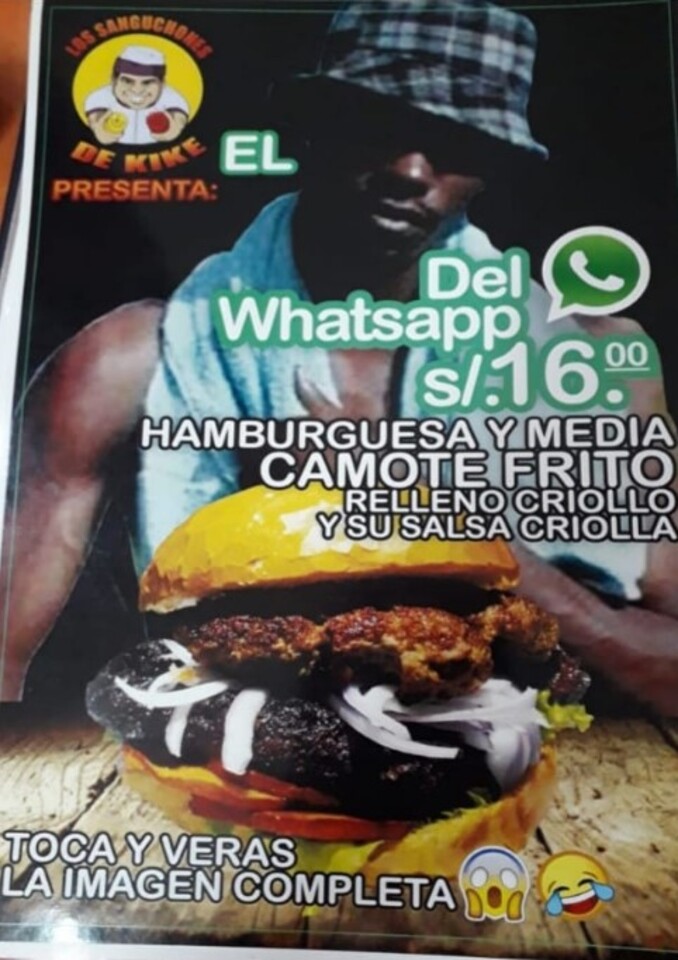 LOS SANGUCHONES
DE KIKE
PRESENTA:
EL
Del
Whatsapp
s/.16.00
HAMBURGUESA Y MEDIA
CAMOTE FRITO
RELLENO CRIOLLO
Y SU SALSA CRIOLLA
TOCA Y VERAS
LA IMAGEN COMPLETA